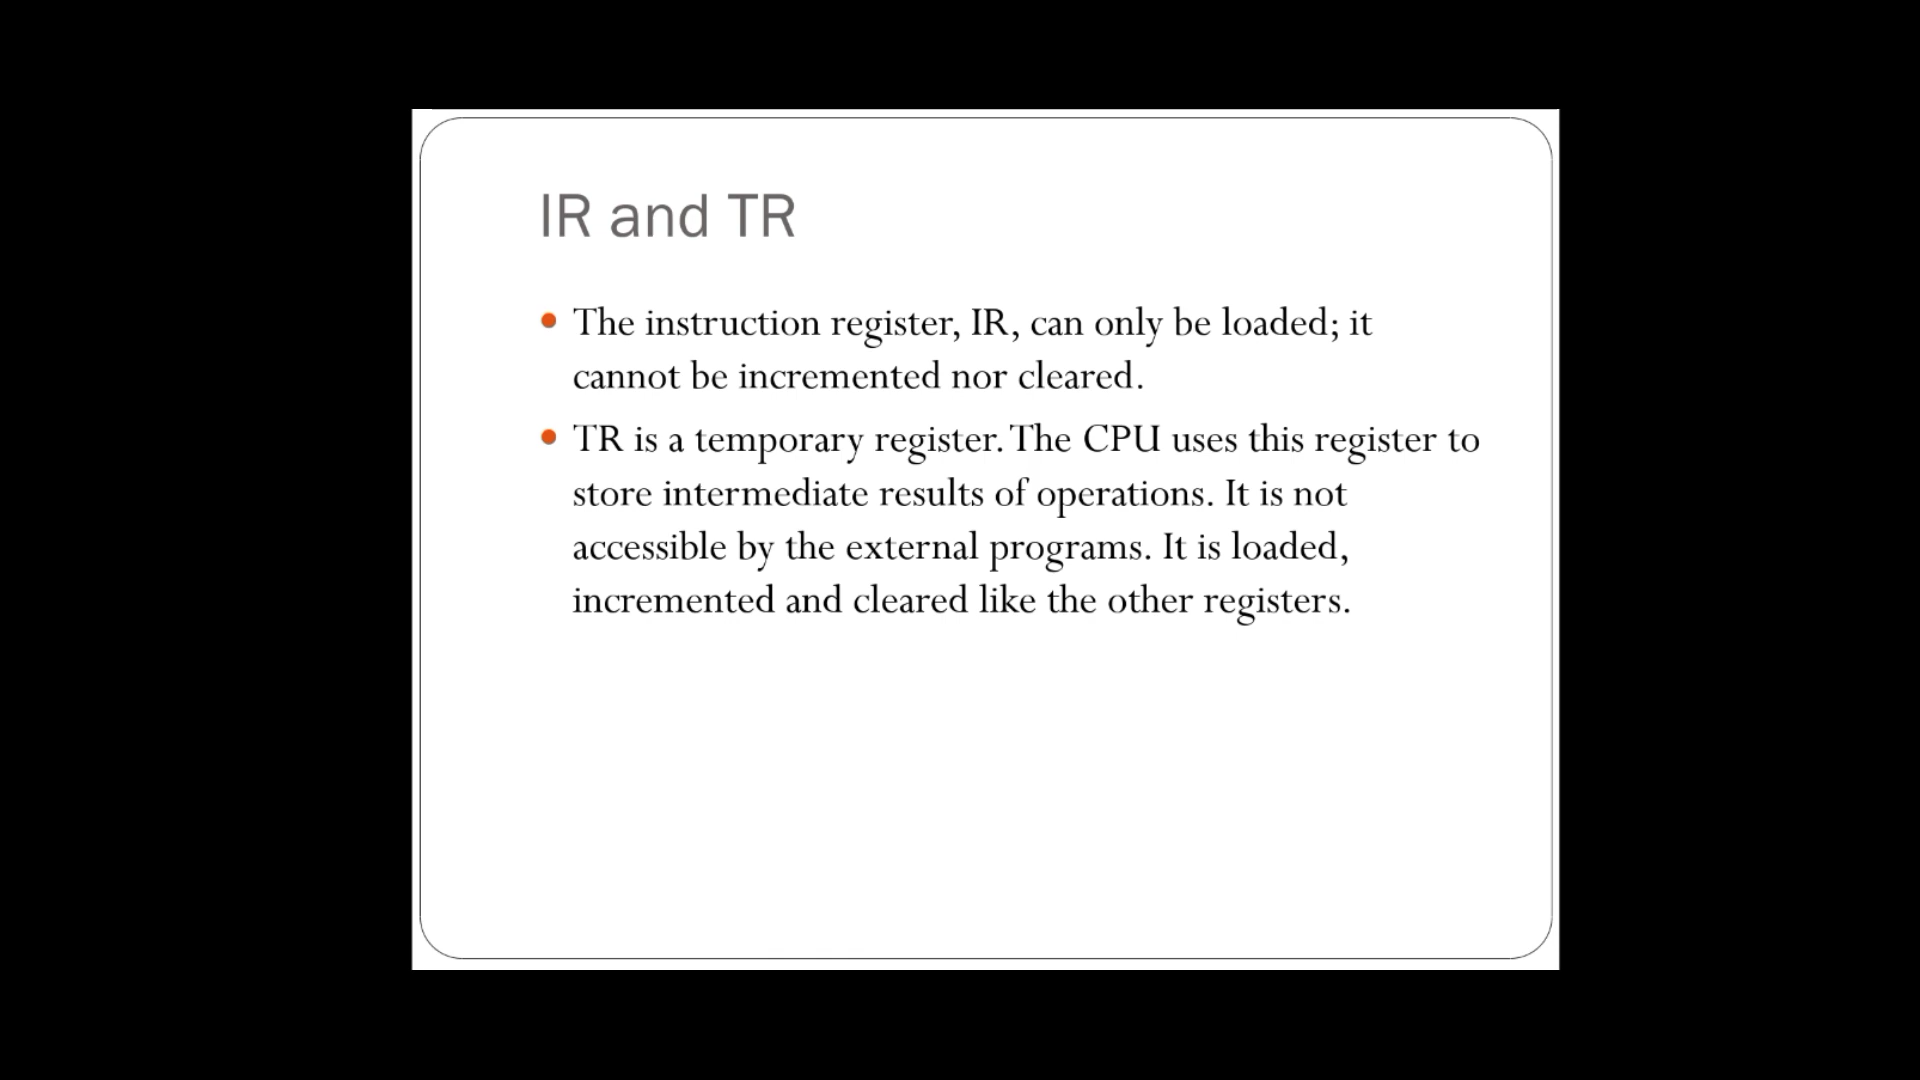 IR and TR
The instruction register, IR, can only be loaded; it
cannot be incremented nor cleared.
TR is a temporary register. The CPU uses this register to
store intermediate results of operations. It is not
accessible by the external programs. It is loaded,
incremented and cleared like the other registers.